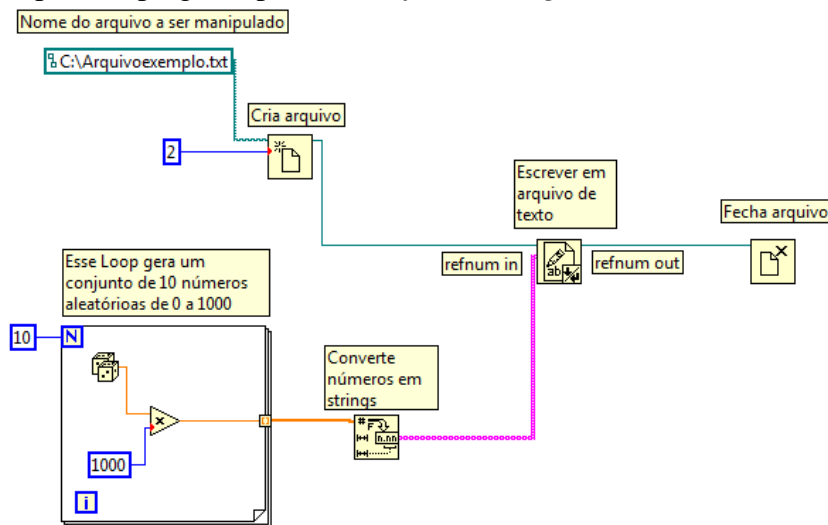 Nome do arquivo a ser manipulado
C:\Arquivoexemplo.txt
Cria arquivo
2
Escrever em
arquivo de
texto
Fecha arquivo
refnum in
refnum out
Esse Loop gera um
conjunto de 10 números
aleatórioas de 0 a 1000
10
N
Converte
números em
strings
1000
i